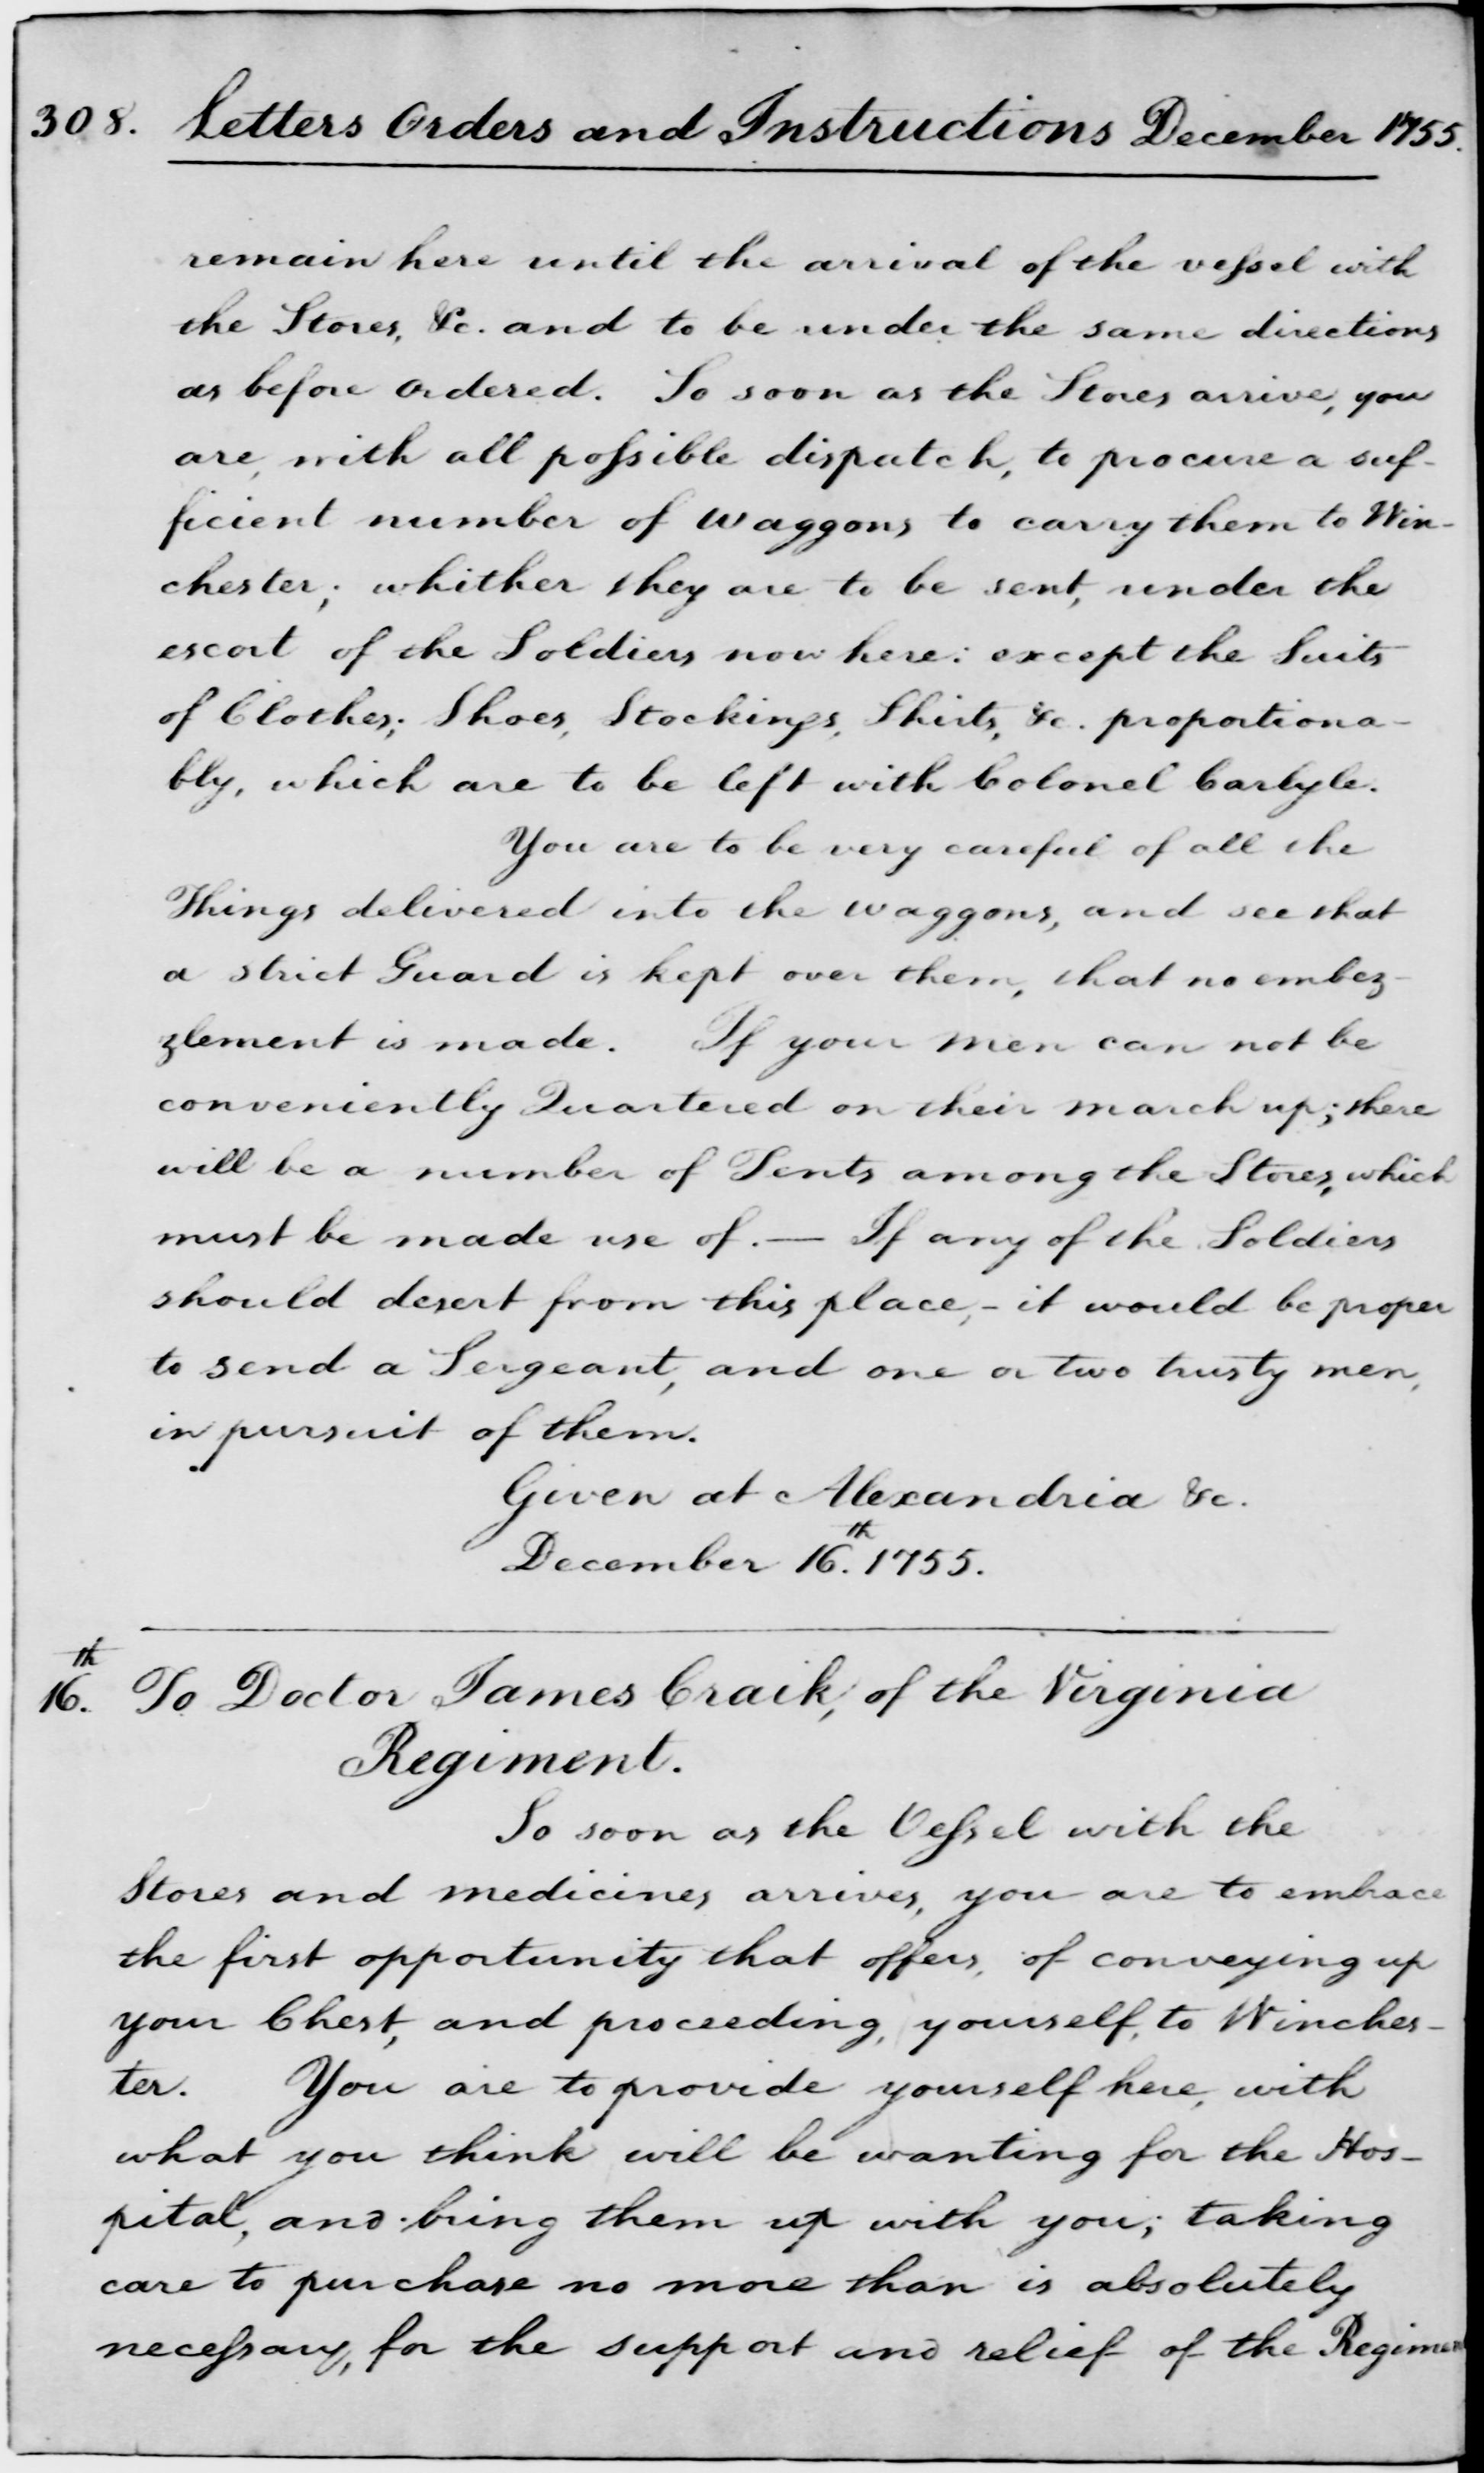 308. Letters Orders and Instructions December 1755.
remain here until the arrival of the vessel with
the Stores, &c. and to be under the same directions
as before ordered. So soon as the Stores arrive, you
are, with all possible dispatch, to procure a suf-
ficient number of waggons to carry them to Win-
chester; whither they are to be sent, under the
escort of the Soldiers now here: except the Suits
of Clothes; Shoes, Stockings, Shirts, &c. proportiona-
bly, which are to be left with Colonel Carlyle.
You are to be very careful of all the
Things delivered into the waggons, and see that
a strict Guard is kept over them, that no embez-
zlement is made. If your men can not be
conveniently Quartered on their march up; there
will be a number of Tents among the Stores, which
must be made use of. — If any of the Soldiers
should desert from this place, - it would be proper
to send a Sergeant, and one or two trusty men,
in pursuit of them.
Given at Alexandria &c.
December 16.th 1755.
16.th To Doctor James Craik, of the Virginia
Regiment.
So soon as the Vessel with the
Stores and medicines arrives, you are to embrace
the first opportunity that offers, of conveying up
your Chest, and proceeding, yourself, to Winches-
ter. You are to provide yourself here, with
what you think will be wanting for the Hos-
pital, and bring them up with you; taking
care to purchase no more than is absolutely
necessary, for the support and relief of the Regimen